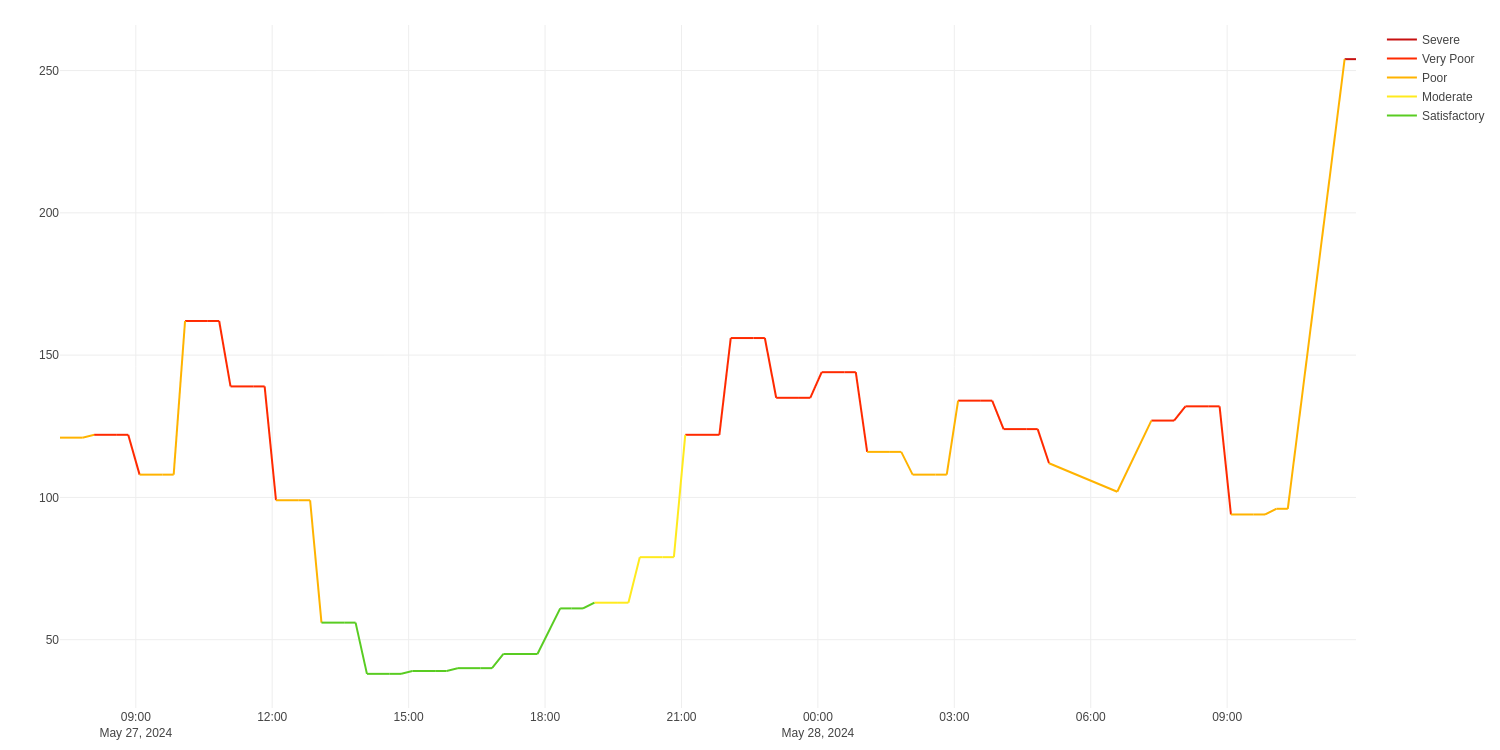 250
200
150
100
50
09:00
May 27, 2024
12:00
15:00
18:00
21:00
00:00
May 28, 2024
03:00
06:00
09:00
Severe
Very Poor
Poor
Moderate
Satisfactory